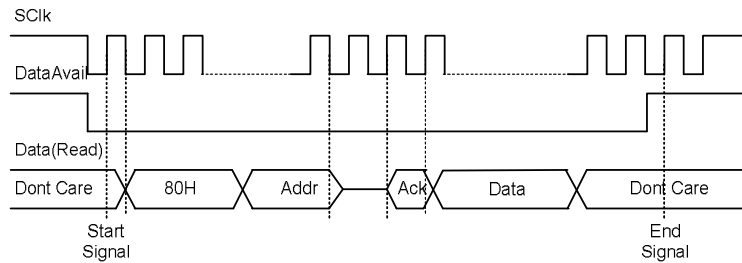 SClk
DataAvail
Data(Read)
Dont Care 80H Addr Ack Data Dont Care
Start End
Signal Signal